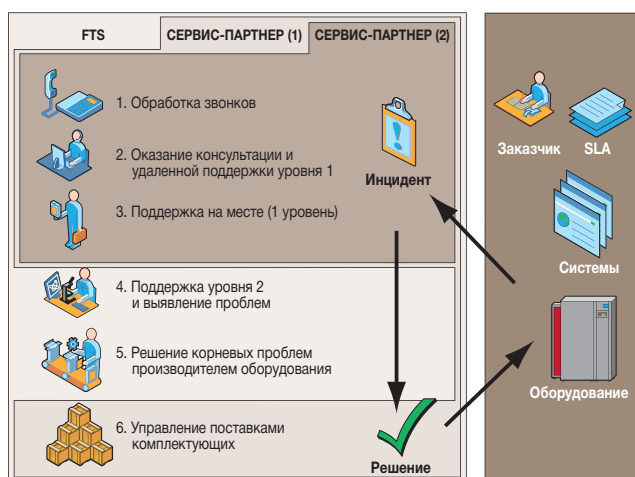 FTS
СЕРВИС-ПАРТНЕР (1)
СЕРВИС-ПАРТНЕР (2)
1. Обработка звонков
2. Оказание консультации и
удаленной поддержки уровня 1
3. Поддержка на месте (1 уровень)
Инцидент
4. Поддержка уровня 2
и выявление проблем
5. Решение корневых проблем
производителем оборудования
6. Управление поставками
комплектующих
Решение
Заказчик
SLA
Системы
Оборудование